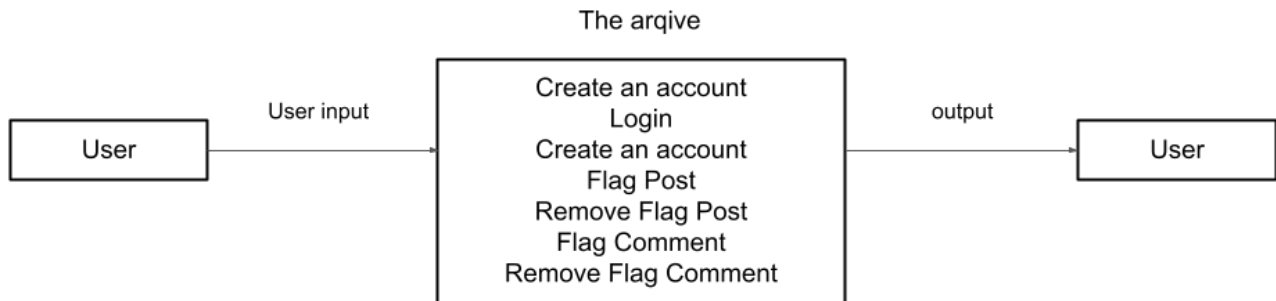 The arqive
User
User input
Create an account
Login
Create an account
Flag Post
Remove Flag Post
Flag Comment
Remove Flag Comment
output
User